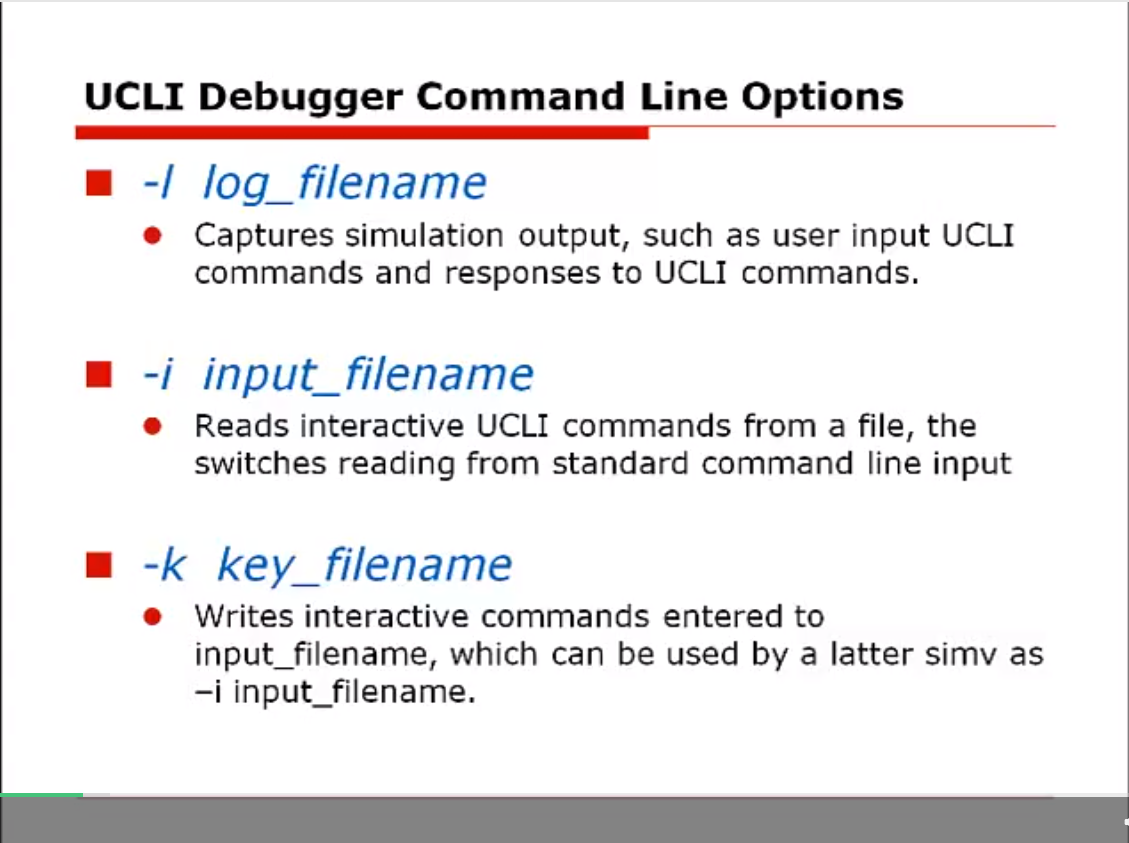 UCLI Debugger Command Line Options
-l log_filename
Captures simulation output, such as user input UCLI
commands and responses to UCLI commands.
-i input_filename
Reads interactive UCLI commands from a file, the
switches reading from standard command line input
-k key_filename
Writes interactive commands entered to
input_filename, which can be used by a latter simv as
–i input_filename.